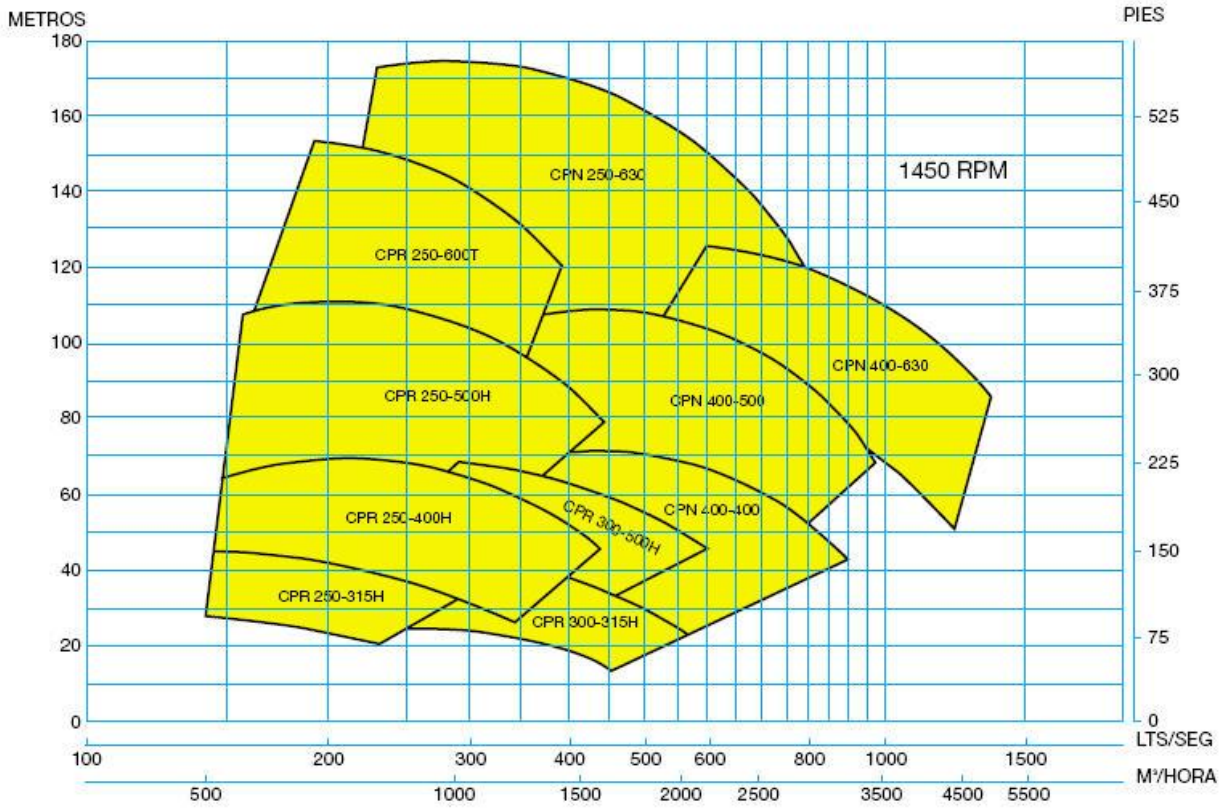 METROS
PIES
180
160
525
CPN 250-630
1450 RPM
140
450
CPR 250-600T
120
375
100
CPN 400-630
300
CPR 250-500H
CPN 400-500
80
225
60
CPR 250-400H
CPR 300-500H
CPN 400-400
150
40
CPR 250-315H
CPR 300-315H
20
75
0
0
LTS/SEG
100 200 300 400 500 600 800 1000 1500
M³/HORA
500 1000 1500 2000 2500 3500 4500 5500